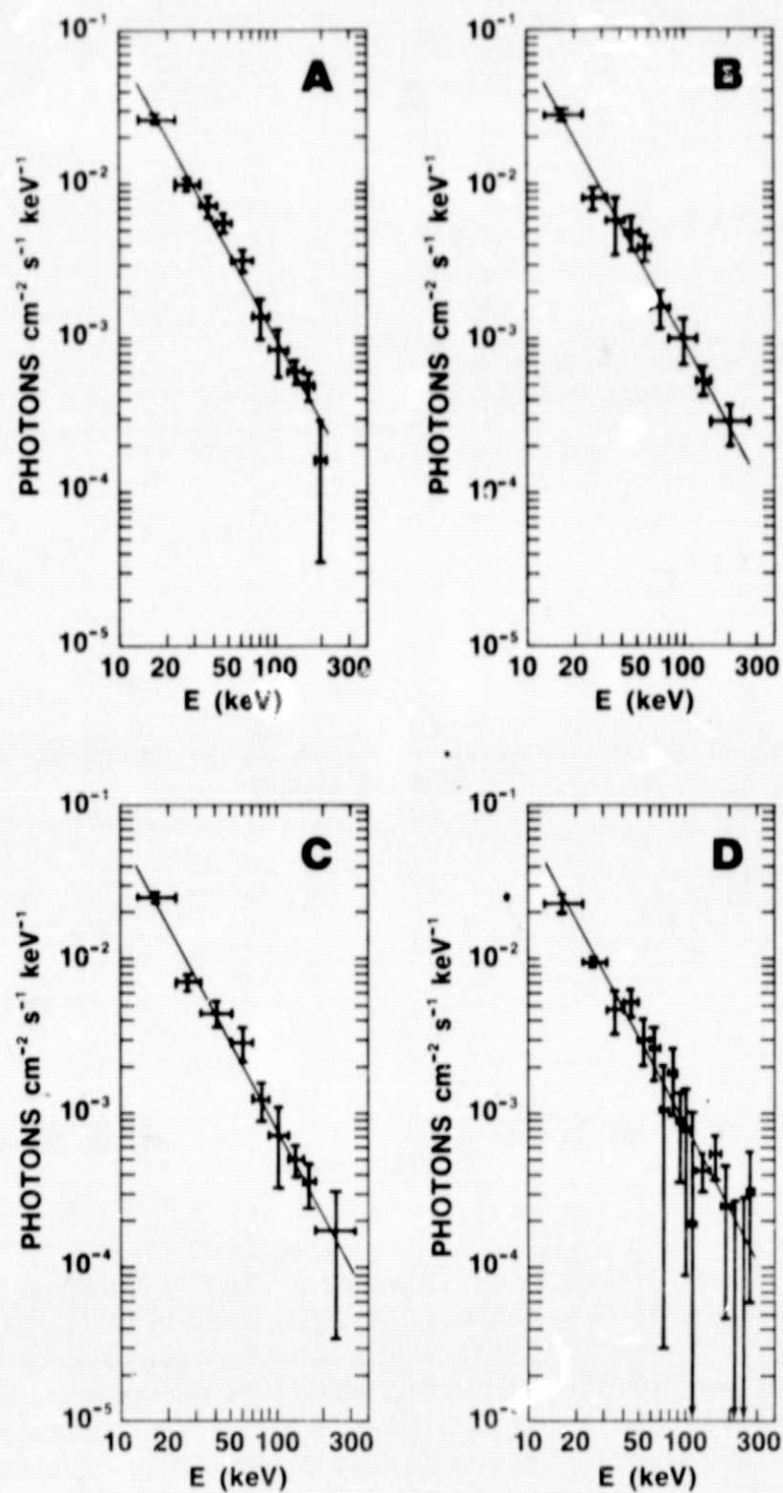 A
PHOTONS cm⁻² s⁻¹ keV⁻¹
10⁻¹
10⁻²
10⁻³
10⁻⁴
10⁻⁵
10 20 50 100 300
E (keV)
B
PHOTONS cm⁻² s⁻¹ keV⁻¹
10⁻¹
10⁻²
10⁻³
10⁻⁴
10⁻⁵
10 20 50 100 300
E (keV)
C
PHOTONS cm⁻² s⁻¹ keV⁻¹
10⁻¹
10⁻²
10⁻³
10⁻⁴
10⁻⁵
10 20 50 100 300
E (keV)
D
PHOTONS cm⁻² s⁻¹ keV⁻¹
10⁻¹
10⁻²
10⁻³
10⁻⁴
10⁻⁵
10 20 50 100 300
E (keV)